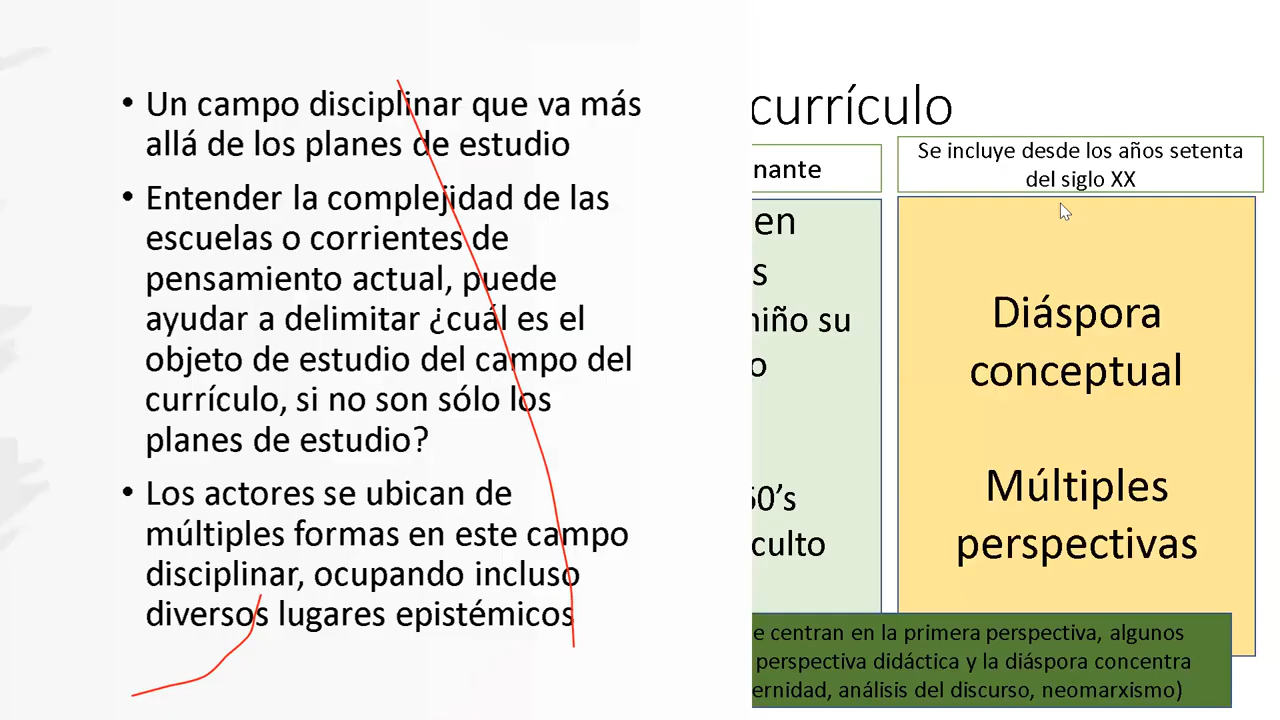 • Un campo disciplinar que va más
allá de los planes de estudio
• Entender la complejidad de las
escuelas o corrientes de
pensamiento actual, puede
ayudar a delimitar ¿cuál es el
objeto de estudio del campo del
currículo, si no son sólo los
planes de estudio?
• Los actores se ubican de
múltiples formas en este campo
disciplinar, ocupando incluso
diversos lugares epistémicos
currículo
nante
en
s
niño su
o
60's
culto
Se incluye desde los años setenta
del siglo XX
Diáspora
conceptual
Múltiples
perspectivas
e centran en la primera perspectiva, algunos
perspectiva didáctica y la diáspora concentra
ernidad, análisis del discurso, neomarxismo)